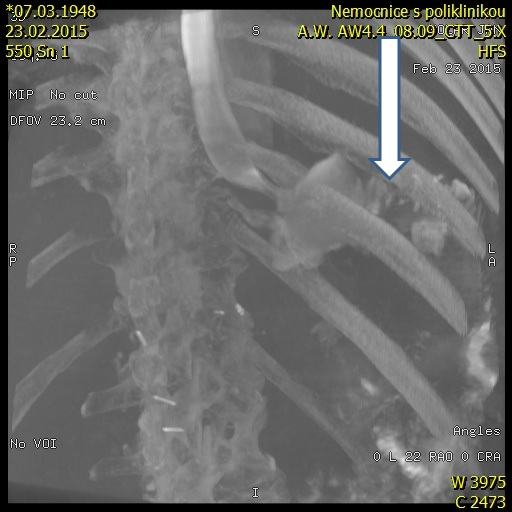 *07.03.1948
23.02.2015
550 Sn 1
Nemocnice s poliklinikou
A.W. AW4.4_08.09_CTT_5X
HFS
Feb 23 2015
S
MIP No cut
DFOV 23.2 cm
R
P
L
A
No VOI
Angles
0 L 22 RAO 0 CRA
I
W 3975
C 2473